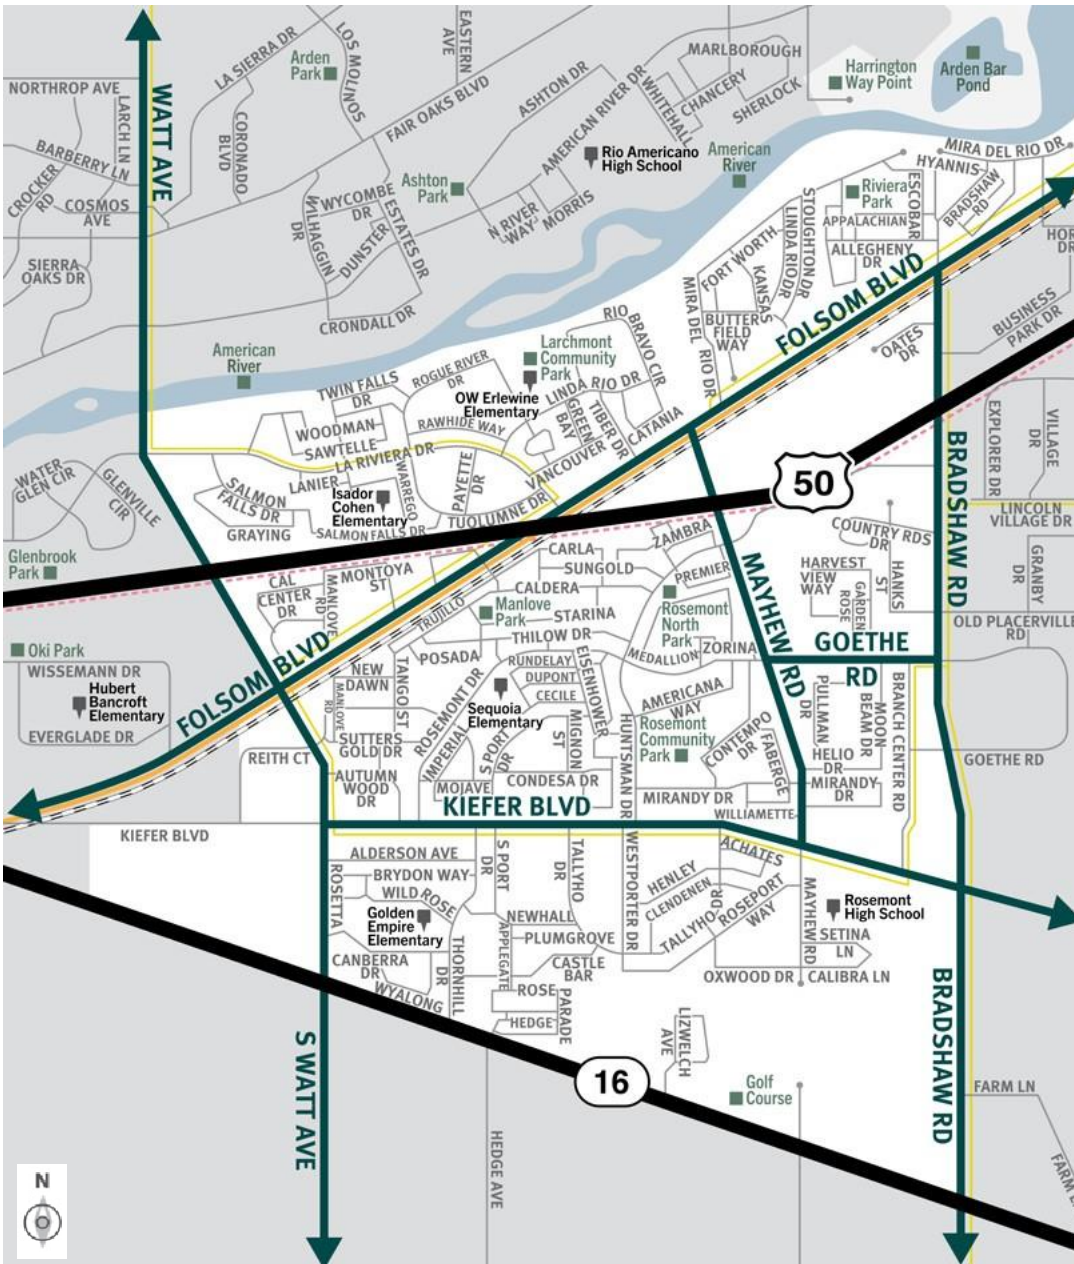 EASTERN
AVE
LOS MOLINOS
LA SIERRA DR
Arden
Park
MARLBOROUGH
Harrington
Way Point
Arden Bar
Pond
NORTHROP AVE
LARCH LN
WATT AVE
CORONADO
BLVD
FAIR OAKS BLVD
ASHTON DR
AMERICAN RIVER DR
WHITEHALL
CHANCERY
SHERLOCK
BARBERRY LN
CROCKER
RD
COSMOS
AVE
SIERRA
OAKS DR
WYCOMBE
DR
WILHAGGIN
DR
DUNSTER
ESTATES DR
CRONDALL DR
Ashton
Park
Rio Americano
High School
N RIVER
WAY
MORRIS
American
River
MIRA DEL RIO DR
HYANNIS
Riviera
Park
ESCOBAR
BRADSHAW
RD
APPALACHIAN
ALLEGHENY
DR
STOUGHTON DR
LINDA RIO DR
FORT WORTH
KANSAS
BUTTER
FIELD
WAY
MIRA DEL RIO DR
FOLSOM BLVD
HOR
DR
BUSINESS
PARK DR
OATES
DR
American
River
Larchmont
Community
Park
RIO
BRAVO CIR
ROGUE RIVER
DR
TWIN FALLS
DR
OW Erlewine
Elementary
LINDA RIO DR
GREEN
BAY
TIBER DR
CATANIA
VANCOUVER
RAWHIDE WAY
WOODMAN
SAWTELLE
LA RIVIERA DR
LANIER
WARREGO
PAYETTE
DR
TUOLUMNE DR
Isador
Cohen
Elementary
SALMON
FALLS DR
GRAYING
SALMON FALLS DR
WATER
GLEN CIR
GLENVILLE
CIR
Glenbrook
Park
50
EXPLORER DR
VILLAGE
DR
BRADSHAW RD
LINCOLN
VILLAGE DR
COUNTRY RDS
DR
HARVEST
VIEW
WAY
GARDEN
ROSE
HANKS
ST
GRANBY
DR
OLD PLACERVILLE
RD
MAYHEW RD
GOETHE
RD
ZAMBRA
CARLA
SUNGOLD
PREMIER
CALDERA
Manlove
Park
STARINA
THILOW DR
Rosemont
North
Park
MEDALLION
ZORINA
CAL
CENTER
DR
MANLOVE
RD
MONTOYA
ST
TRUJILLO
POSADA
Oki Park
WISSEMANN DR
Hubert
Bancroft
Elementary
EVERGLADE DR
FOLSOM BLVD
NEW
DAWN
MANLOVE
RD
TANGO ST
SUTTERS
GOLD DR
REITH CT
AUTUMN
WOOD
DR
ROSEMONT DR
IMPERIAL
RUNDELAY
DUPONT
CECILE
EISENHOWER
Sequoia
Elementary
S PORT
DR
MIGNON
ST
MOJAVE
CONDESA DR
HUNTSMAN DR
AMERICANA
WAY
Rosemont
Community
Park
CONTEMPO
DR
FABERGE
DR
PULLMAN
MOON
BEAM DR
BRANCH CENTER RD
HELIO
DR
MIRANDY
DR
MIRANDY DR
WILLIAMETTE
GOETHE RD
KIEFER BLVD
KIEFER BLVD
ALDERSON AVE
BRYDON WAY
WILD ROSE
ROSETTA
Golden
Empire
Elementary
CANBERRA
DR
WYALONG
THORNHILL
DR
S PORT
DR
TALLYHO
DR
NEWHALL
PLUMGROVE
APPLEGATE
CASTLE
BAR
ROSE
PARADE
HEDGE
WESTPORTER DR
ACHATES
HENLEY
CLENDENEN
TALLYHO
DR
ROSEPORT
WAY
MAYHEW RD
Rosemont
High School
SETINA
LN
OXWOOD DR
CALIBRA LN
LIZWELCH
AVE
16
Golf
Course
S WATT AVE
HEDGE AVE
BRADSHAW RD
FARM LN
FARM L
N